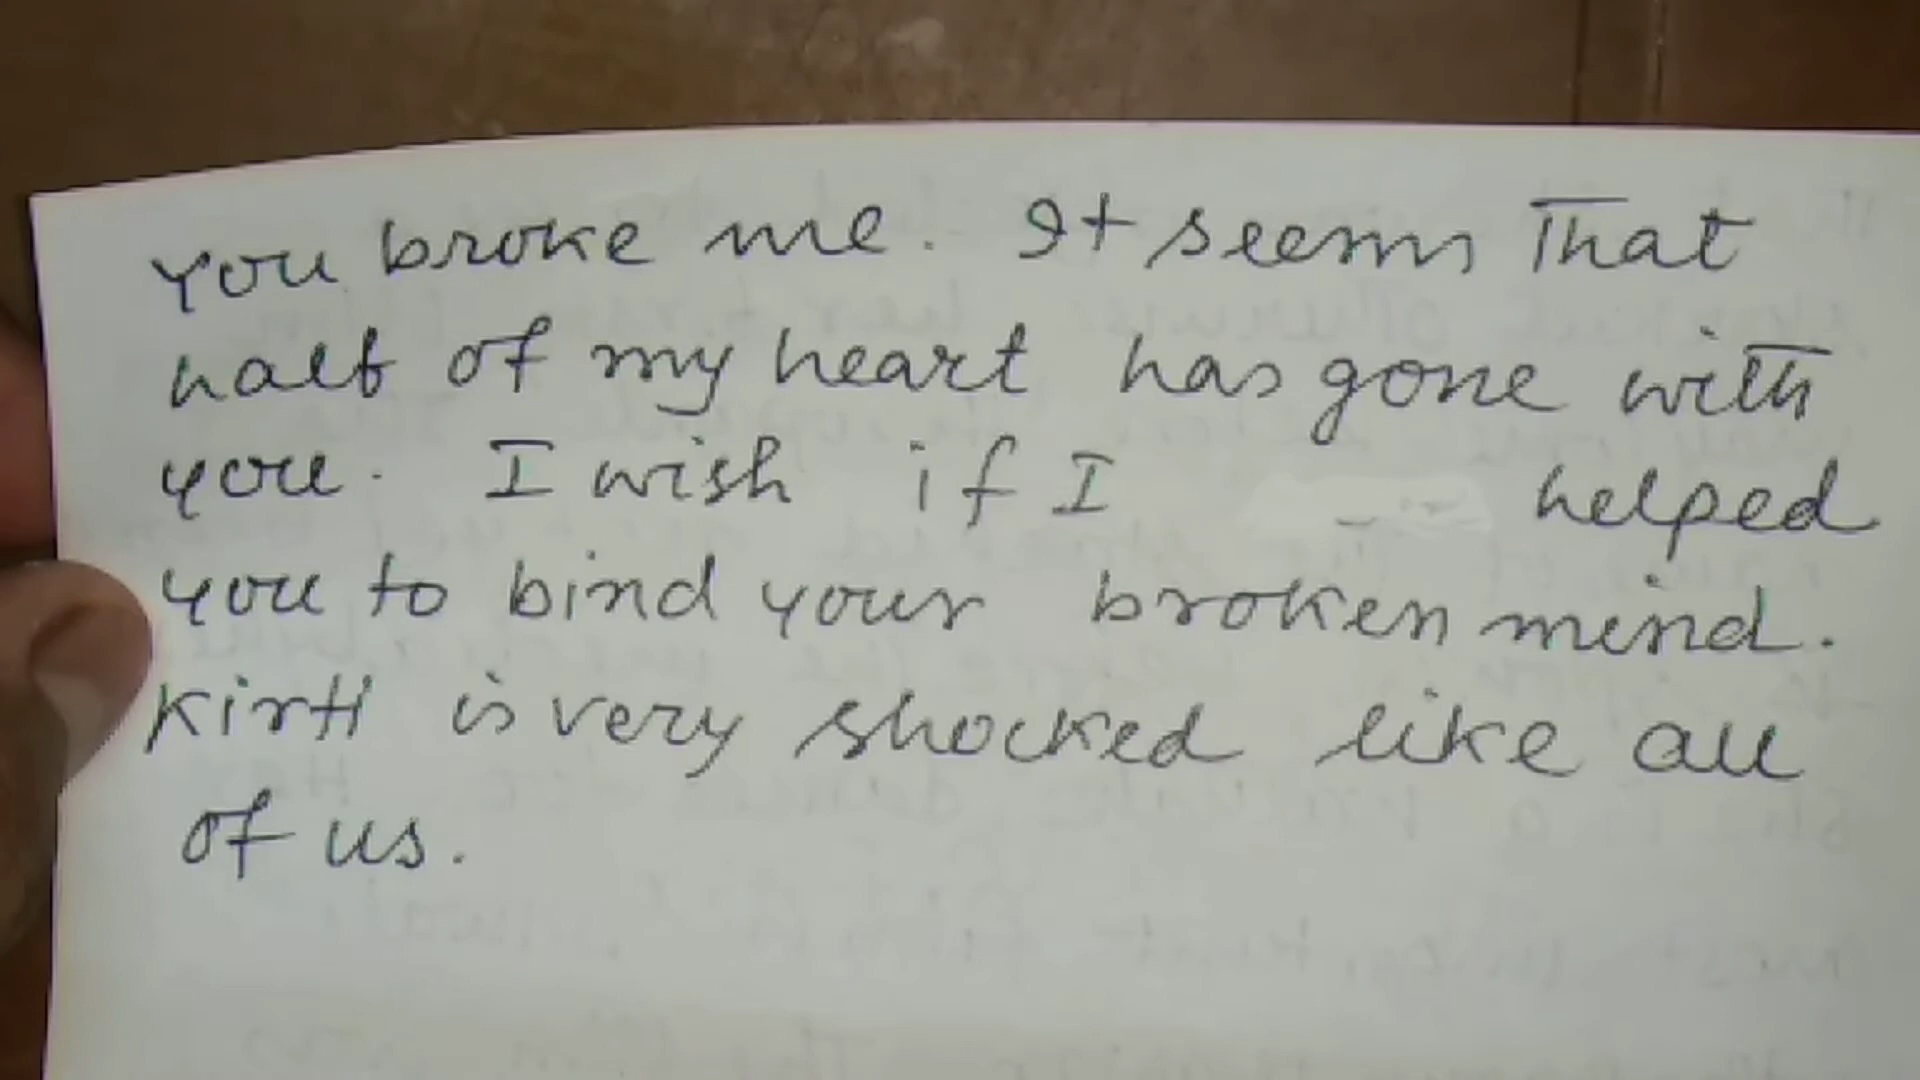 you broke me. It seems that
half of my heart has gone with
you. I wish if I helped
you to bind your broken mind.
Kirti is very shocked like all
of us.